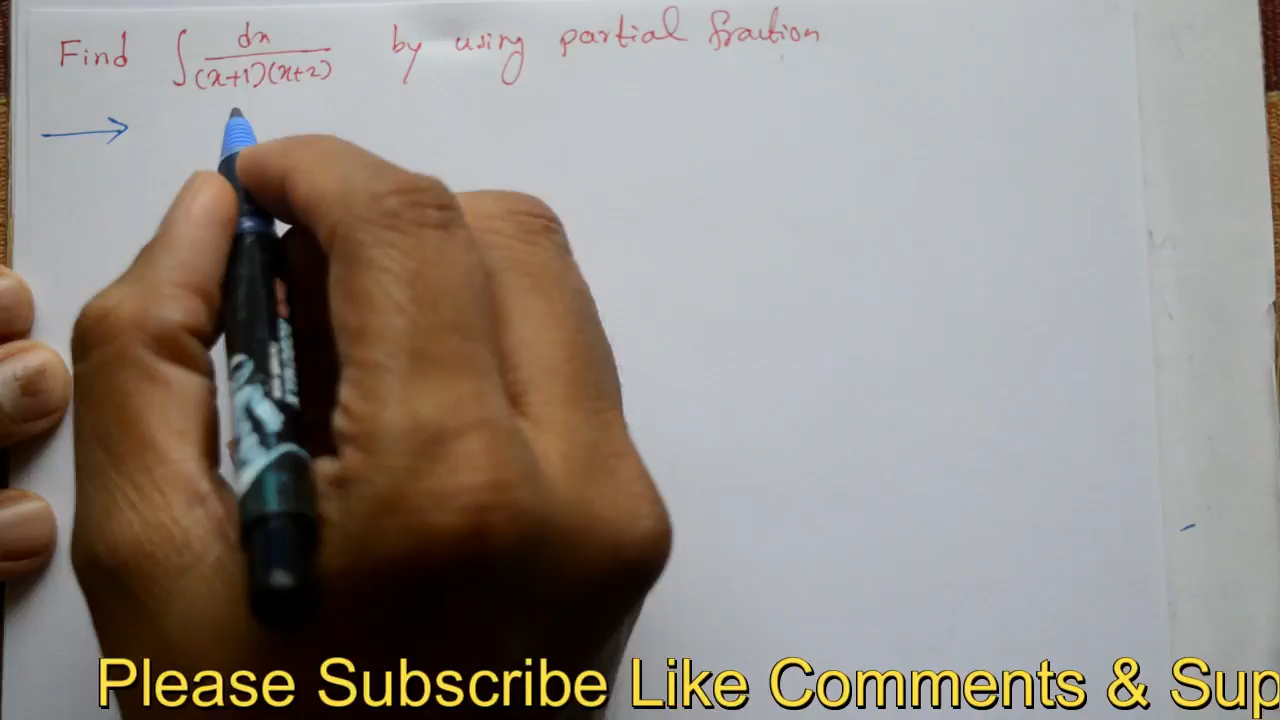 Find ∫ dx/((x+1)(x+2)) by using partial fraction
Please Subscribe Like Comments & Sup